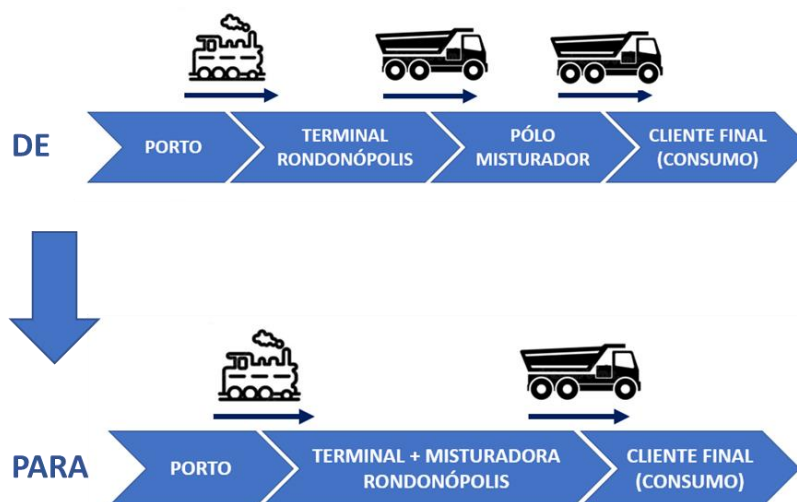 DE
PORTO
TERMINAL
RONDONÓPOLIS
PÓLO
MISTURADOR
CLIENTE FINAL
(CONSUMO)
PARA
PORTO
TERMINAL + MISTURADORA
RONDONÓPOLIS
CLIENTE FINAL
(CONSUMO)